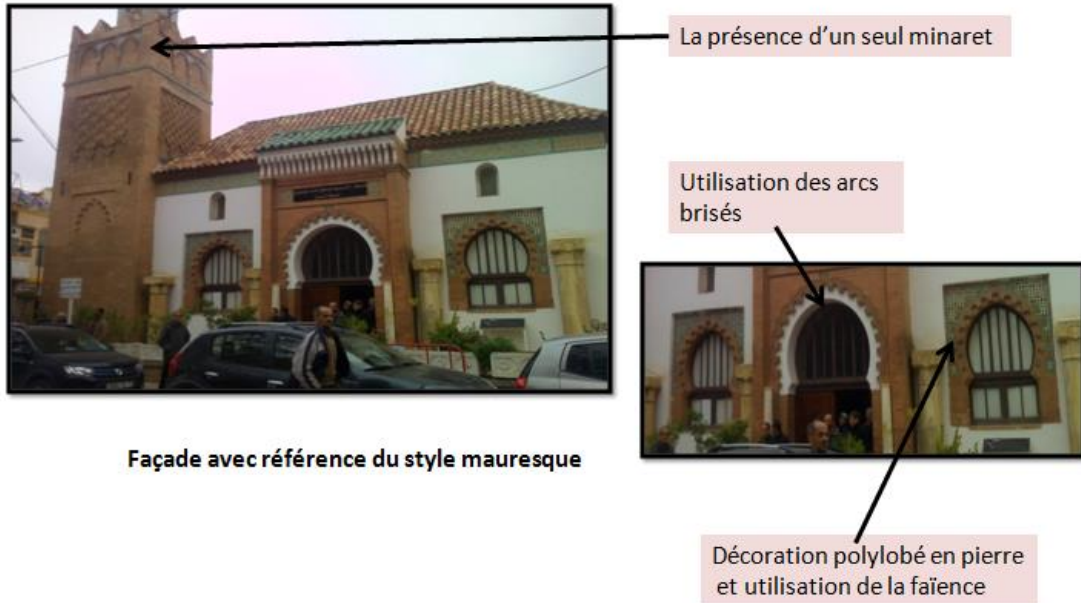 La présence d'un seul minaret
Utilisation des arcs
brisés
Façade avec référence du style mauresque
Décoration polylobé en pierre
et utilisation de la faïence